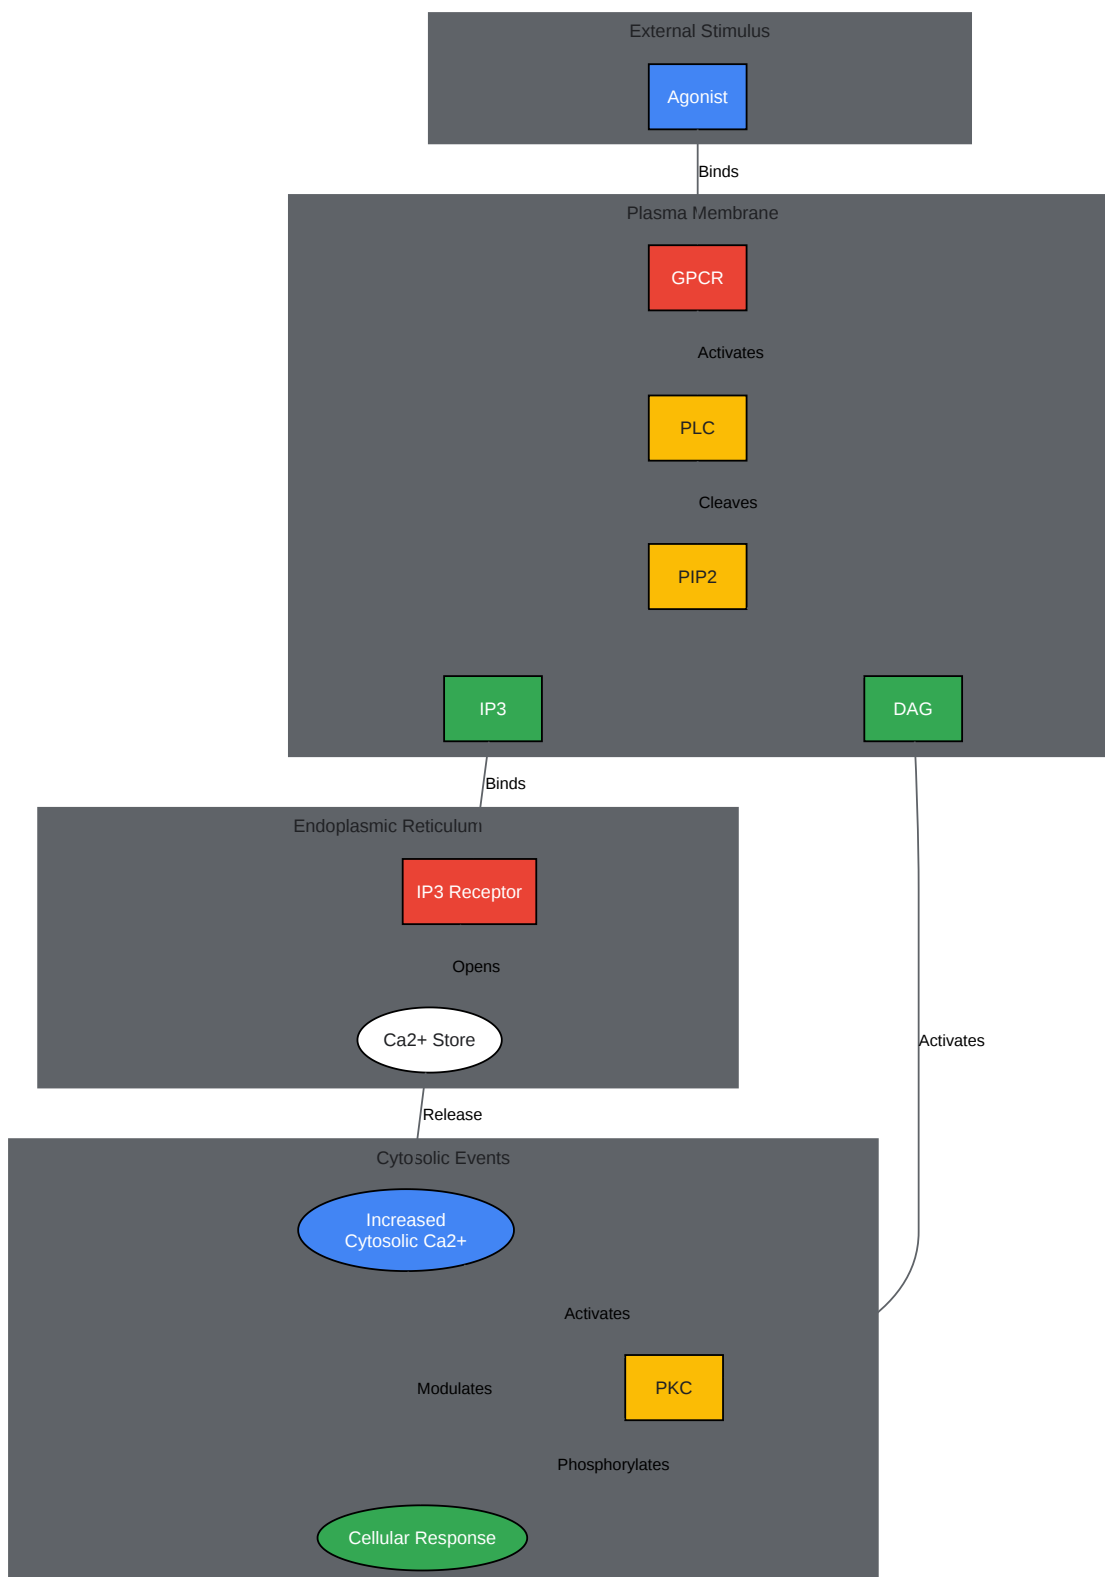 External Stimulus
Agonist
Binds
Plasma Membrane
GPCR
Activates
PLC
Cleaves
PIP2
IP3
DAG
Binds
Endoplasmic Reticulum
IP3 Receptor
Opens
Ca2+ Store
Activates
Release
Cytosolic Events
Increased
Cytosolic Ca2+
Activates
Modulates
PKC
Phosphorylates
Cellular Response